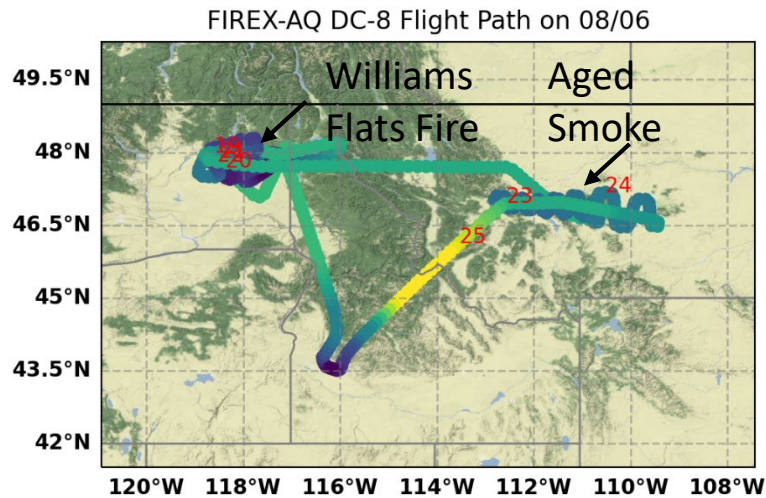 FIREX-AQ DC-8 Flight Path on 08/06
49.5°N
Williams Aged
Flats Fire Smoke
48°N
20
23
24
46.5°N
25
45°N
43.5°N
42°N
120°W 118°W 116°W 114°W 112°W 110°W 108°W